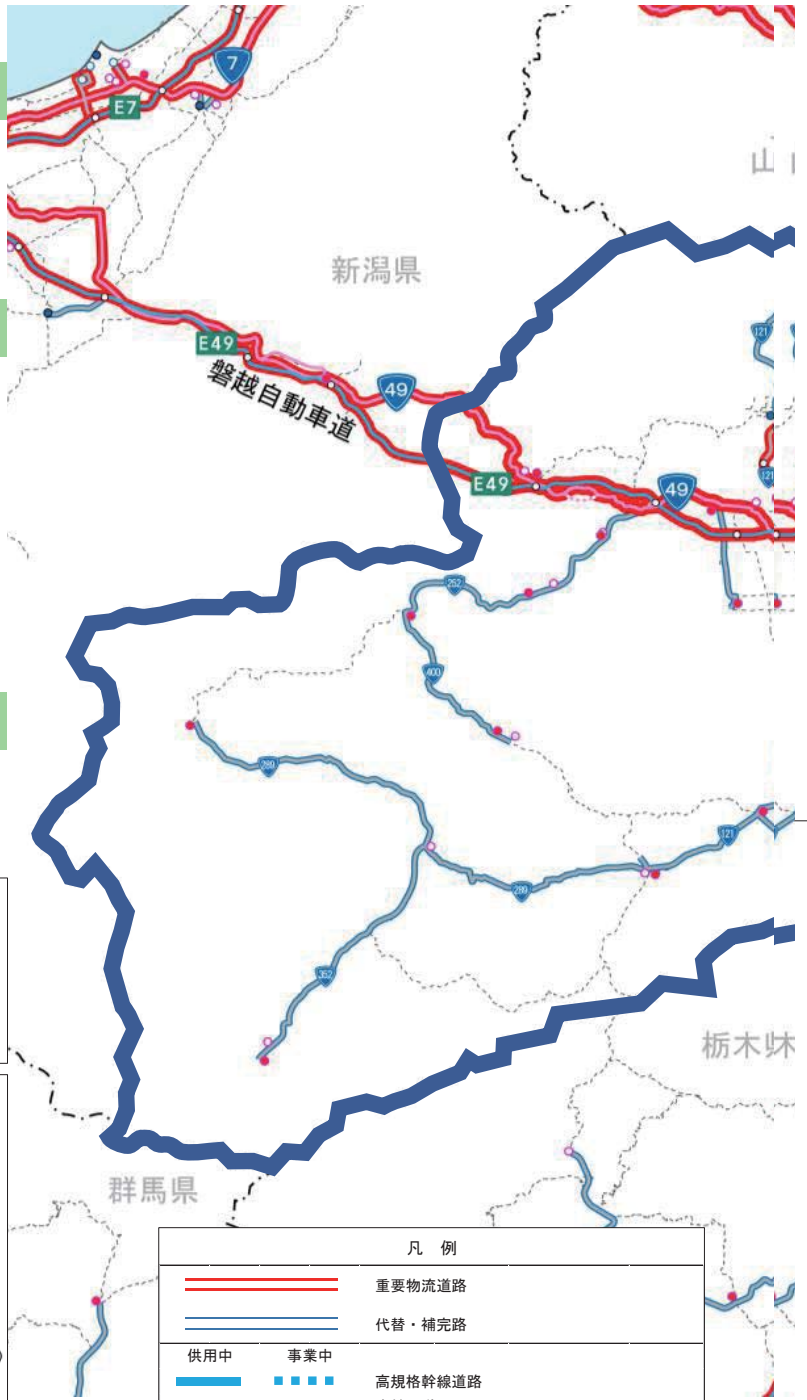 7
E7
山
新潟県
121
E49
49
磐越自動車道
E49
49
121
252
400
289
121
289
352
栃木
群馬県
凡 例
重要物流道路
代替・補完路
供用中 事業中
高規格幹線道路